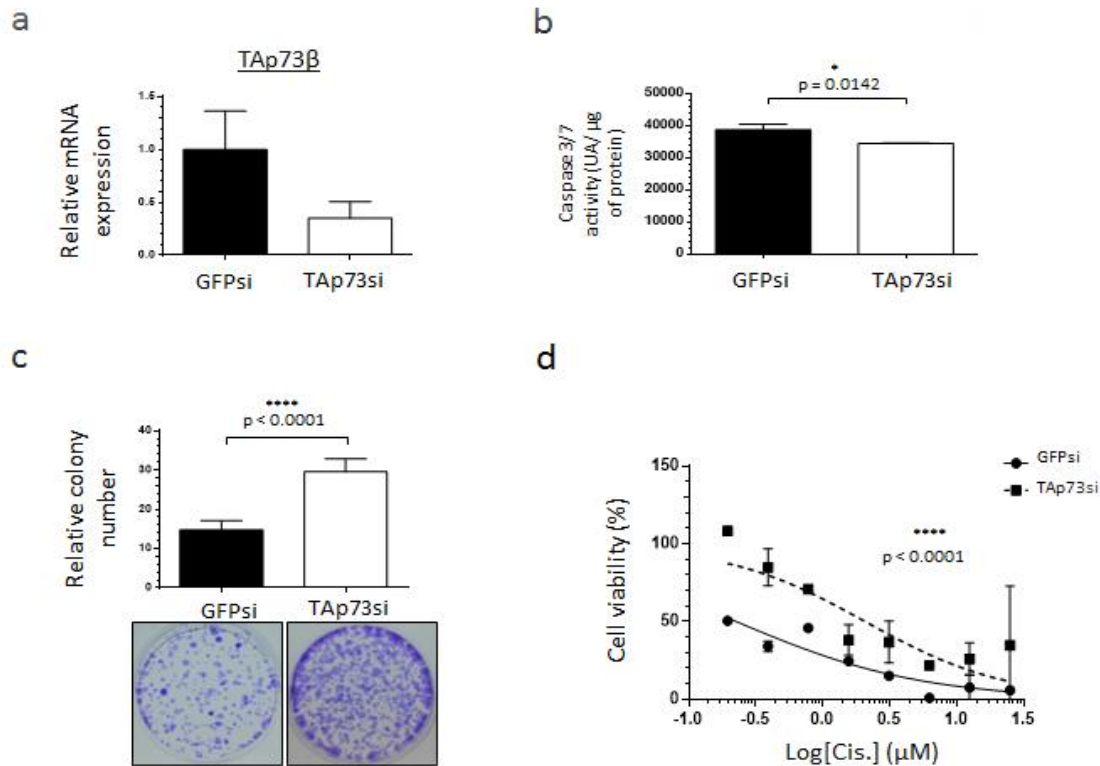 a
TAp73β
Relative mRNA
expression
1.5
1.0
0.5
0.0
GFPsi
TAp73si
b
*
p = 0.0142
Caspase 3/7
activity (UA/ µg
of protein)
50000
40000
30000
20000
10000
0
GFPsi
TAp73si
c
****
p < 0.0001
Relative colony
number
40
30
20
10
0
GFPsi
TAp73si
d
GFPsi
TAp73si
****
p < 0.0001
Cell viability (%)
150
100
50
0
-1.0
-0.5
0.0
0.5
1.0
1.5
Log[Cis.] (µM)